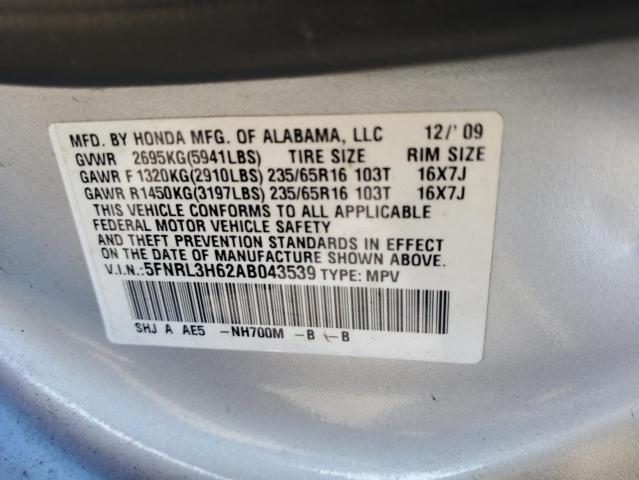 MFD. BY HONDA MFG. OF ALABAMA, LLC 12/'09
GVWR 2695KG(5941LBS) TIRE SIZE RIM SIZE
GAWR F 1320KG(2910LBS) 235/65R16 103T 16X7J
GAWR R1450KG(3197LBS) 235/65R16 103T 16X7J
THIS VEHICLE CONFORMS TO ALL APPLICABLE
FEDERAL MOTOR VEHICLE SAFETY
AND THEFT PREVENTION STANDARDS IN EFFECT
ON THE DATE OF MANUFACTURE SHOWN ABOVE.
V.I.N.:5FNRL3H62AB043539 TYPE: MPV
SHJ A AE5 -NH700M -B -B